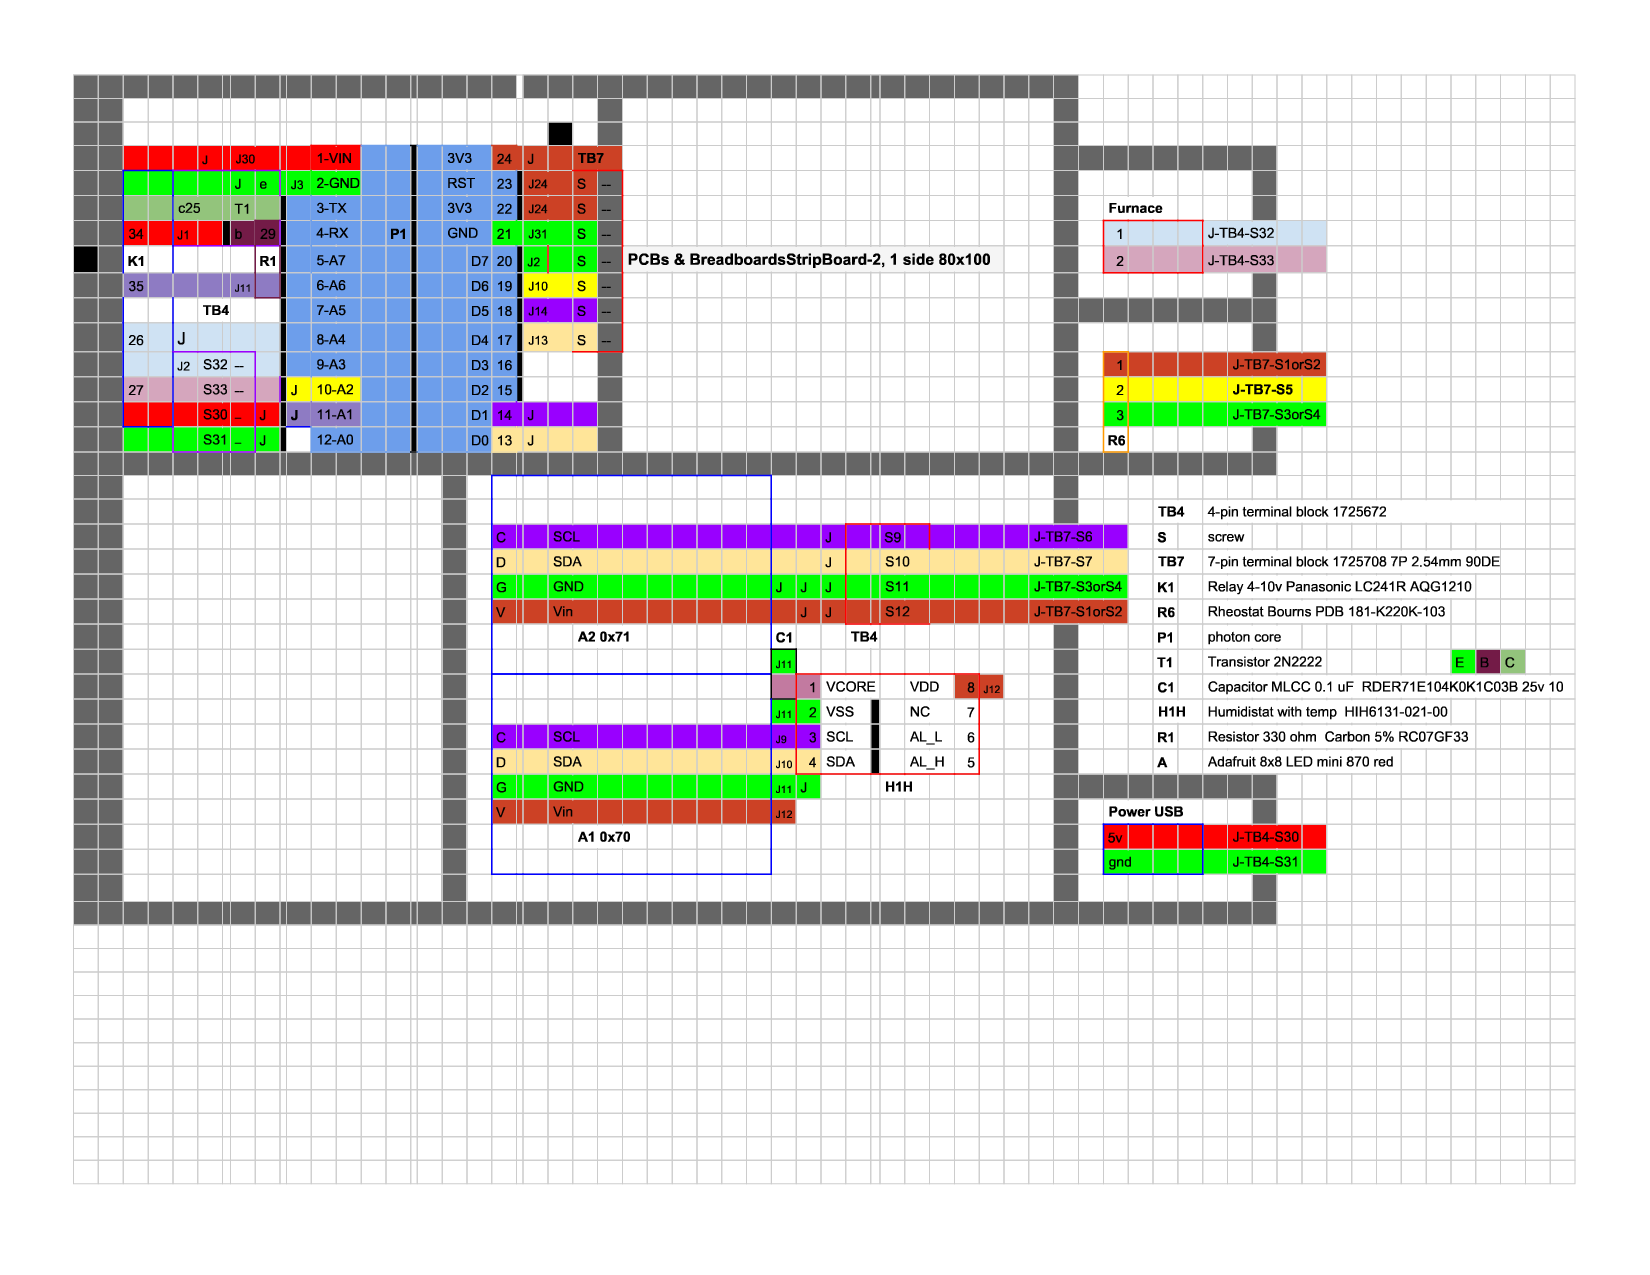 J J30 1-VIN 3V3 24 J TB7
J e J3 2-GND RST 23 J24 S --
c25 T1 3-TX 3V3 22 J24 S -- Furnace
34 J1 b 29 4-RX P1 GND 21 J31 S -- 1 J-TB4-S32
K1 R1 5-A7 D7 20 J2 S -- PCBs & BreadboardsStripBoard-2, 1 side 80x100 2 J-TB4-S33
35 J11 6-A6 D6 19 J10 S --
TB4 7-A5 D5 18 J14 S --
26 J 8-A4 D4 17 J13 S --
J2 S32 -- 9-A3 D3 16 1 J-TB7-S1orS2
27 S33 -- J 10-A2 D2 15 2 J-TB7-S5
S30 - J J 11-A1 D1 14 J 3 J-TB7-S3orS4
S31 - J 12-A0 D0 13 J R6
TB4 4-pin terminal block 1725672
C SCL J S9 J-TB7-S6 S screw
D SDA J S10 J-TB7-S7 TB7 7-pin terminal block 1725708 7P 2.54mm 90DE
G GND J J J S11 J-TB7-S3orS4 K1 Relay 4-10v Panasonic LC241R AQG1210
V Vin J J S12 J-TB7-S1orS2 R6 Rheostat Bourns PDB 181-K220K-103
A2 0x71 C1 TB4 P1 photon core
J11 T1 Transistor 2N2222 E B C
1 VCORE VDD 8 J12 C1 Capacitor MLCC 0.1 uF RDER71E104K0K1C03B 25v 10
J11 2 VSS NC 7 H1H Humidistat with temp HIH6131-021-00
C SCL J9 3 SCL AL_L 6 R1 Resistor 330 ohm Carbon 5% RC07GF33
D SDA J10 4 SDA AL_H 5 A Adafruit 8x8 LED mini 870 red
G GND J11 J H1H
V Vin J12 Power USB
A1 0x70 5v J-TB4-S30
gnd J-TB4-S31